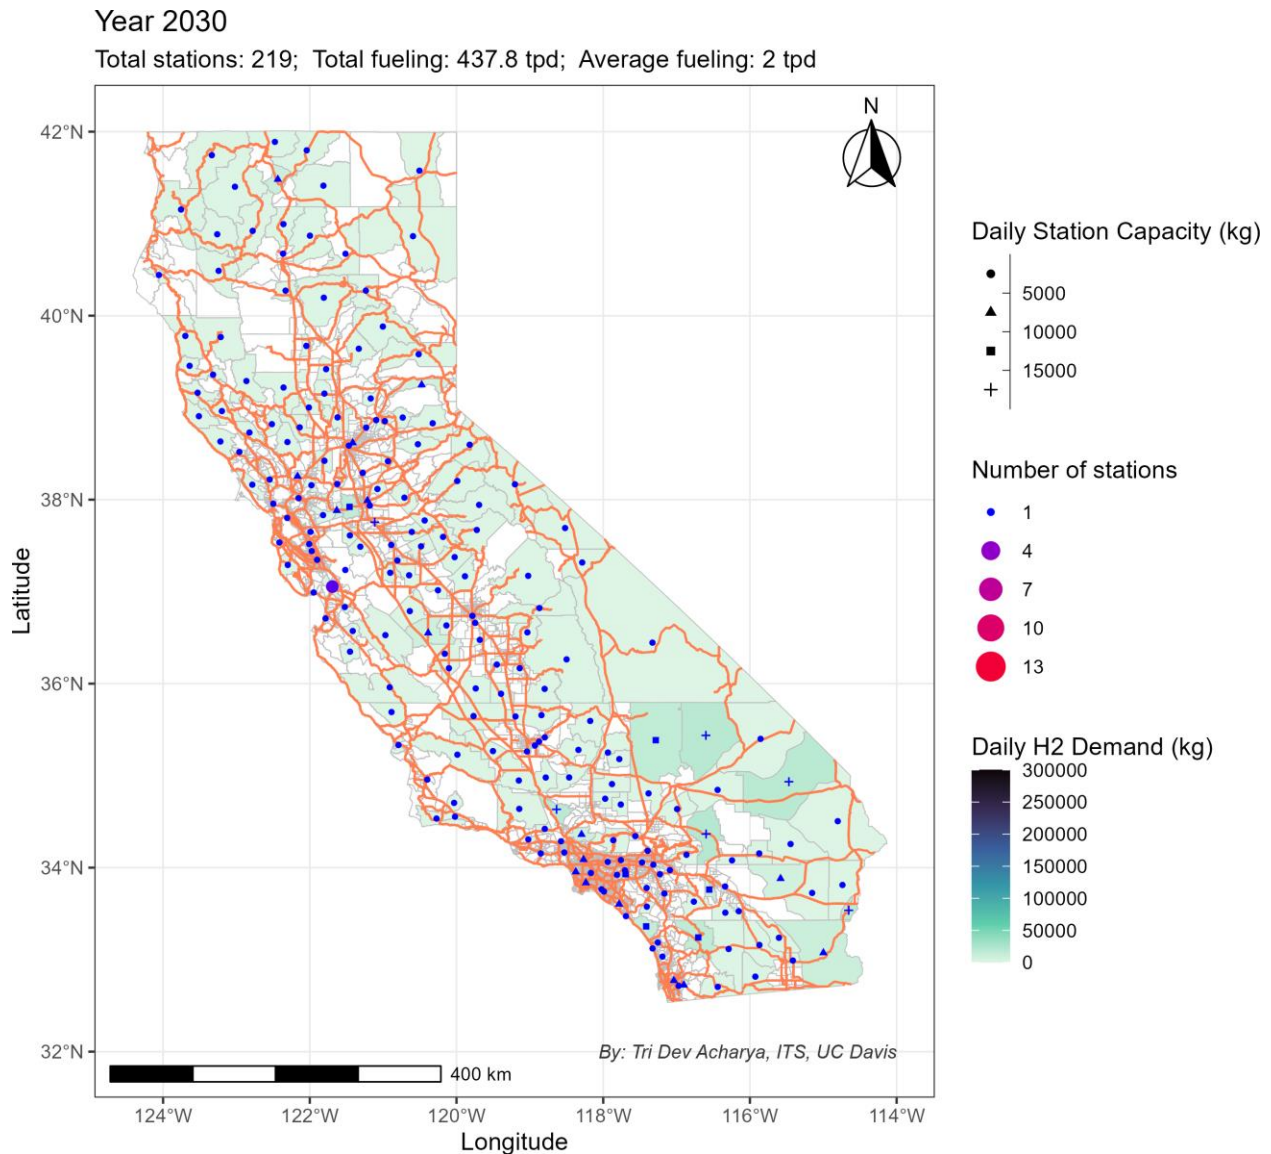 Year 2030
Total stations: 219;  Total fueling: 437.8 tpd;  Average fueling: 2 tpd
N
42°N
40°N
38°N
36°N
34°N
32°N
Latitude
By: Tri Dev Acharya, ITS, UC Davis
400 km
124°W 122°W 120°W 118°W 116°W 114°W
Longitude
Daily Station Capacity (kg)
5000
10000
15000
Number of stations
1
4
7
10
13
Daily H2 Demand (kg)
300000
250000
200000
150000
100000
50000
0